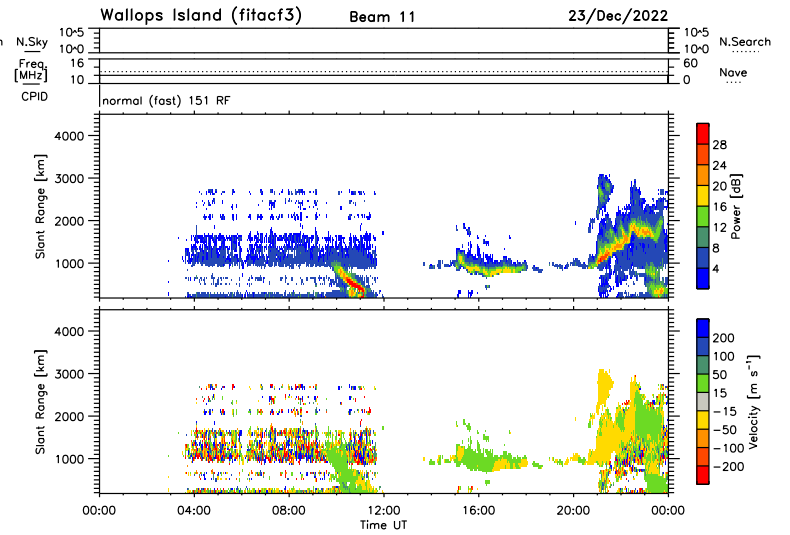 Wallops Island (fitacf3) Beam 11 23/Dec/2022
n N.Sky 10^5 10^0 10^5 10^0 N.Search
Freq. [MHz] 16 10 60 0 Nave
CPID normal (fast) 151 RF
Slant Range [km] 4000 3000 2000 1000
28 24 20 16 12 8 4 Power [dB]
Slant Range [km] 4000 3000 2000 1000
200 100 50 15 -15 -50 -100 -200 Velocity [m s⁻¹]
00:00 04:00 08:00 12:00 16:00 20:00 00:00
Time UT